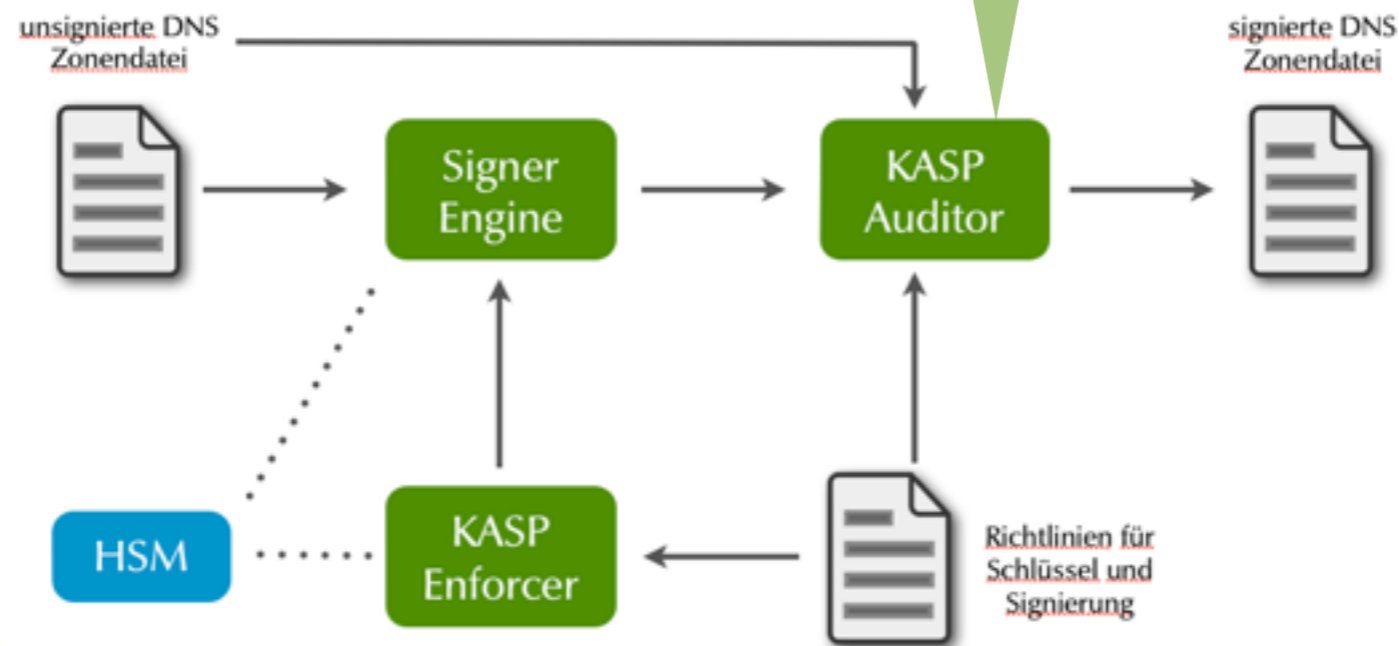 unsignierte DNS
Zonendatei
signierte DNS
Zonendatei
Signer
Engine
KASP
Auditor
HSM
KASP
Enforcer
Richtlinien für
Schlüssel und
Signierung